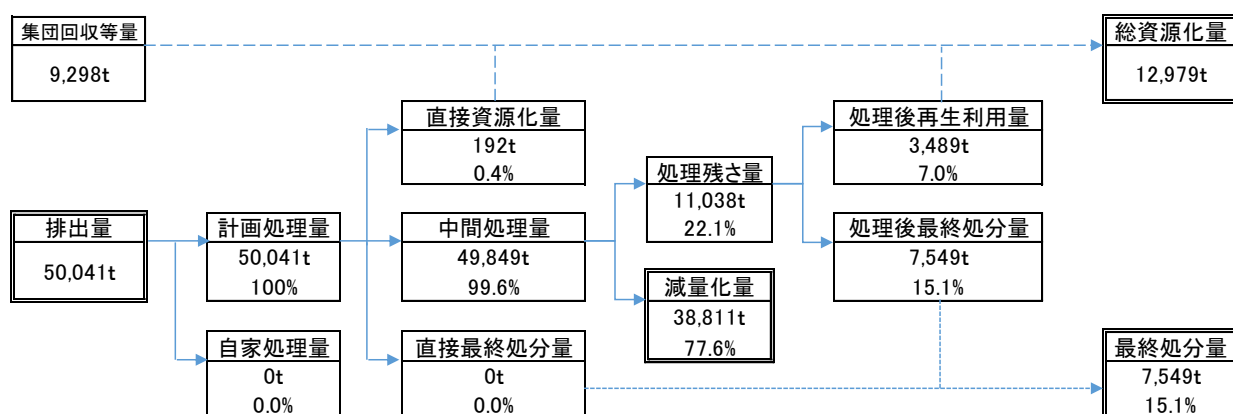 集団回収等量
9,298t
総資源化量
12,979t
直接資源化量
192t
0.4%
処理後再生利用量
3,489t
7.0%
処理残さ量
11,038t
22.1%
排出量
50,041t
計画処理量
50,041t
100%
中間処理量
49,849t
99.6%
処理後最終処分量
7,549t
15.1%
減量化量
38,811t
77.6%
自家処理量
0t
0.0%
直接最終処分量
0t
0.0%
最終処分量
7,549t
15.1%